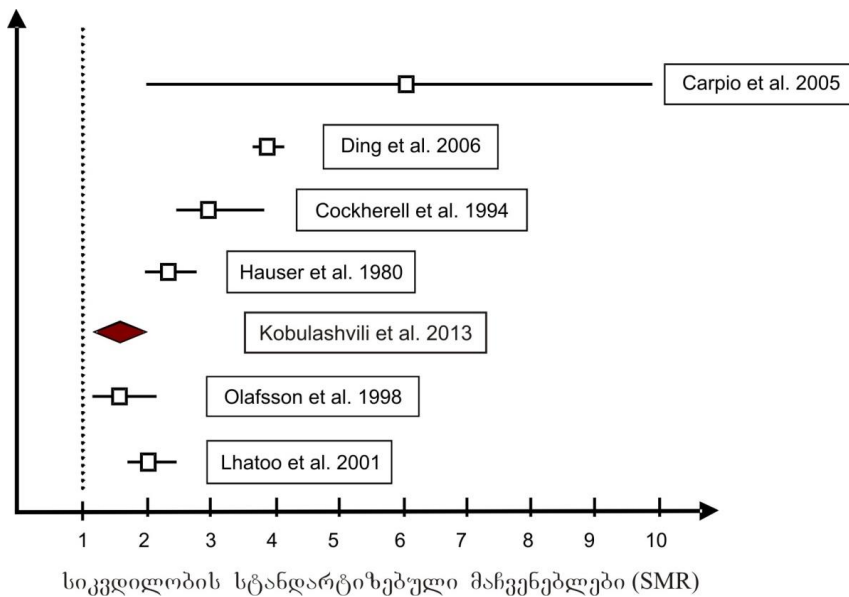 Carpio et al. 2005
Ding et al. 2006
Cockherell et al. 1994
Hauser et al. 1980
Kobulashvili et al. 2013
Olafsson et al. 1998
Lhatoo et al. 2001
1 2 3 4 5 6 7 8 9 10
სიკვდილობის სტანდარტიზებული მაჩვენებლები (SMR)